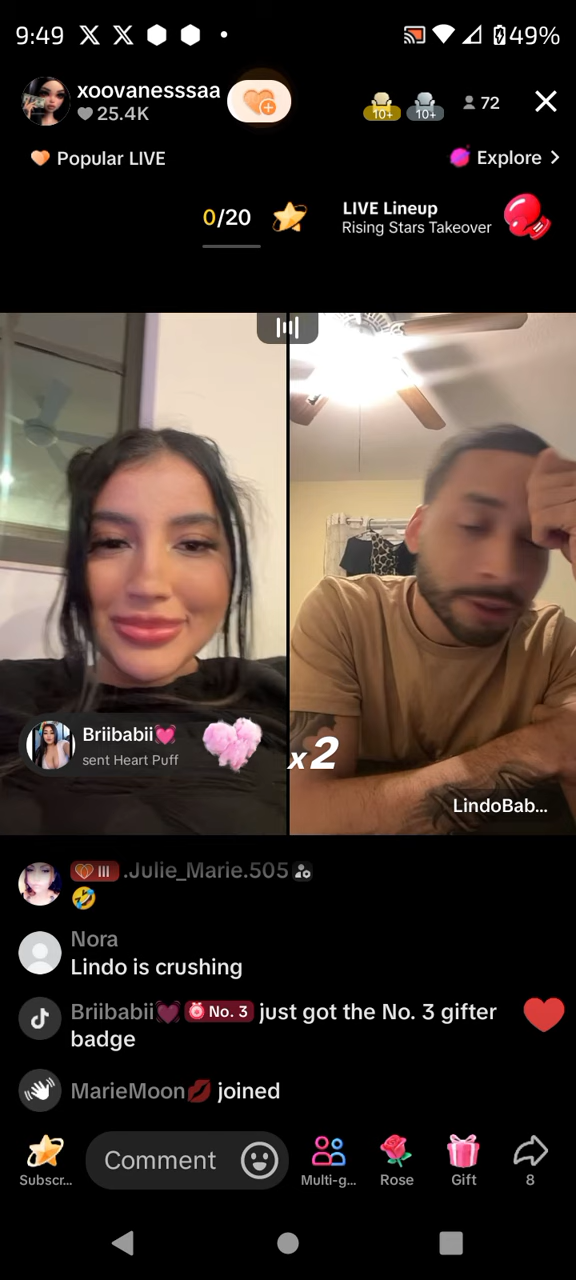 9:49
49%
xoovanesssaa
25.4K
10+
10+
72
Popular LIVE
Explore
0/20
LIVE Lineup
Rising Stars Takeover
Briibabii
sent Heart Puff
x2
LindoBab...
III .Julie_Marie.505
🤣
Nora
Lindo is crushing
Briibabii💓 No. 3 just got the No. 3 gifter
badge
MarieMoon💋 joined
Comment
Subscr...
Multi-g...
Rose
Gift
8